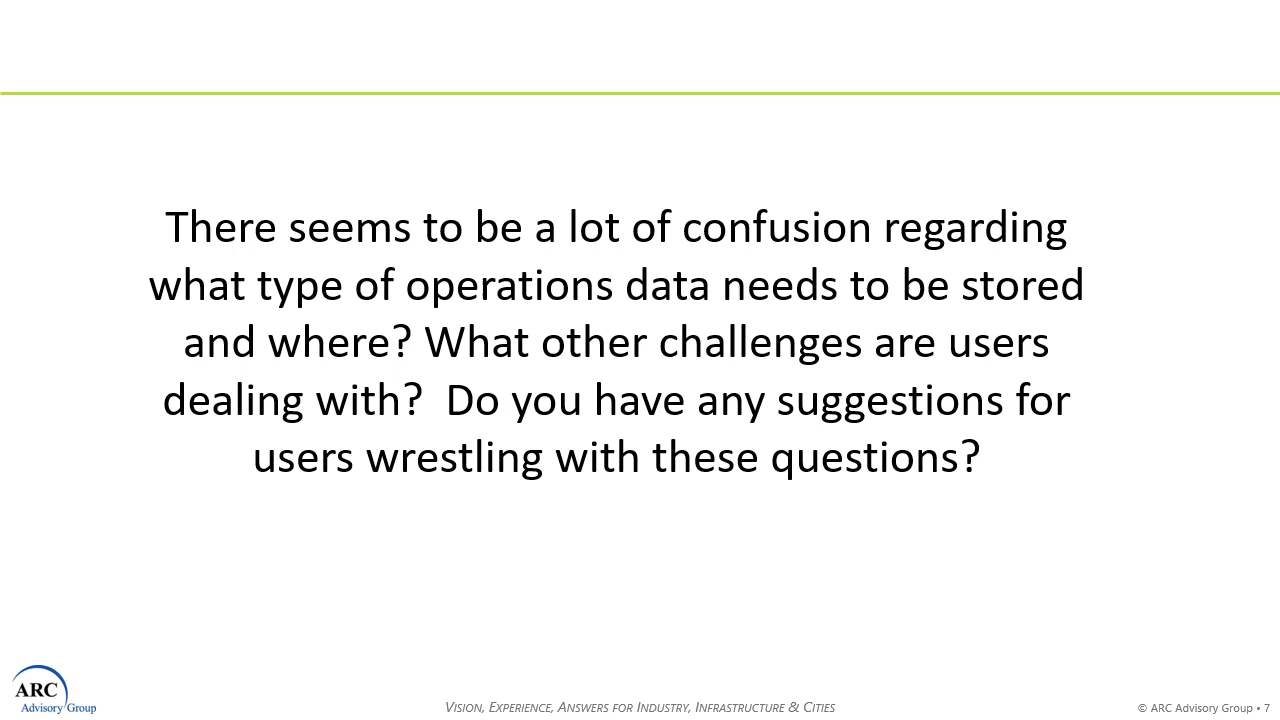 There seems to be a lot of confusion regarding
what type of operations data needs to be stored
and where? What other challenges are users
dealing with?  Do you have any suggestions for
users wrestling with these questions?
ARC
Advisory Group
VISION, EXPERIENCE, ANSWERS FOR INDUSTRY, INFRASTRUCTURE & CITIES
© ARC Advisory Group • 7